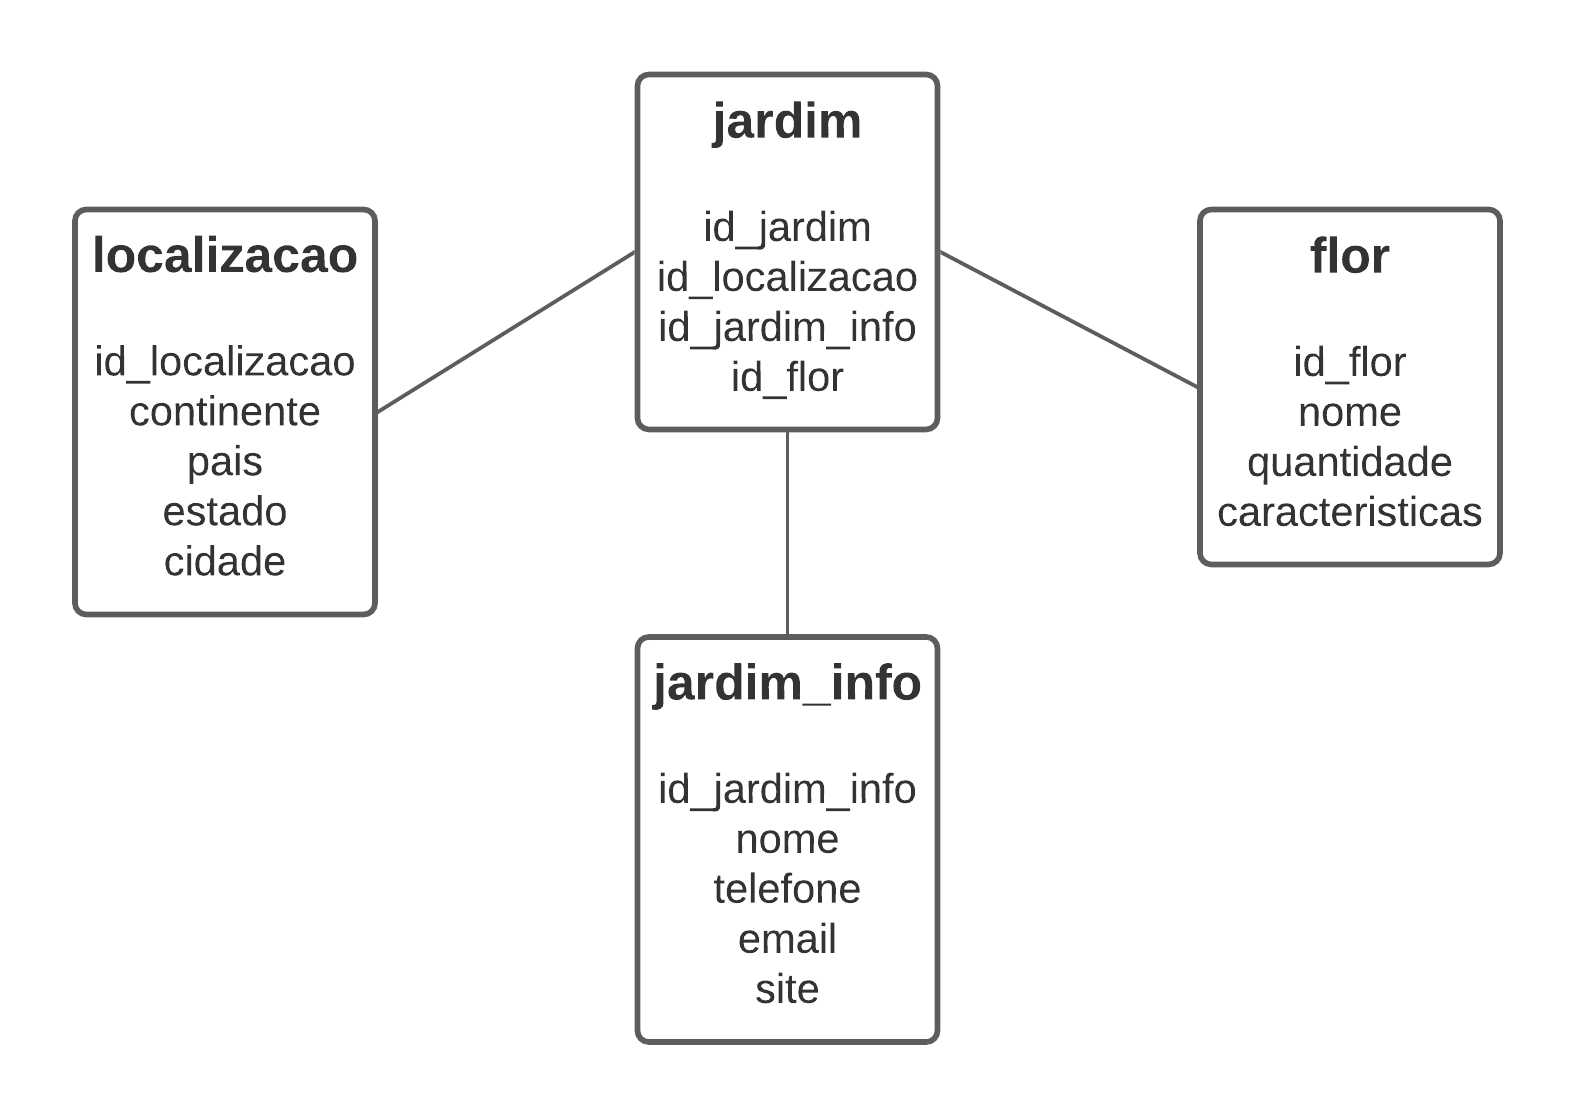 jardim
id_jardim
id_localizacao
id_jardim_info
id_flor
localizacao
id_localizacao
continente
pais
estado
cidade
flor
id_flor
nome
quantidade
caracteristicas
jardim_info
id_jardim_info
nome
telefone
email
site